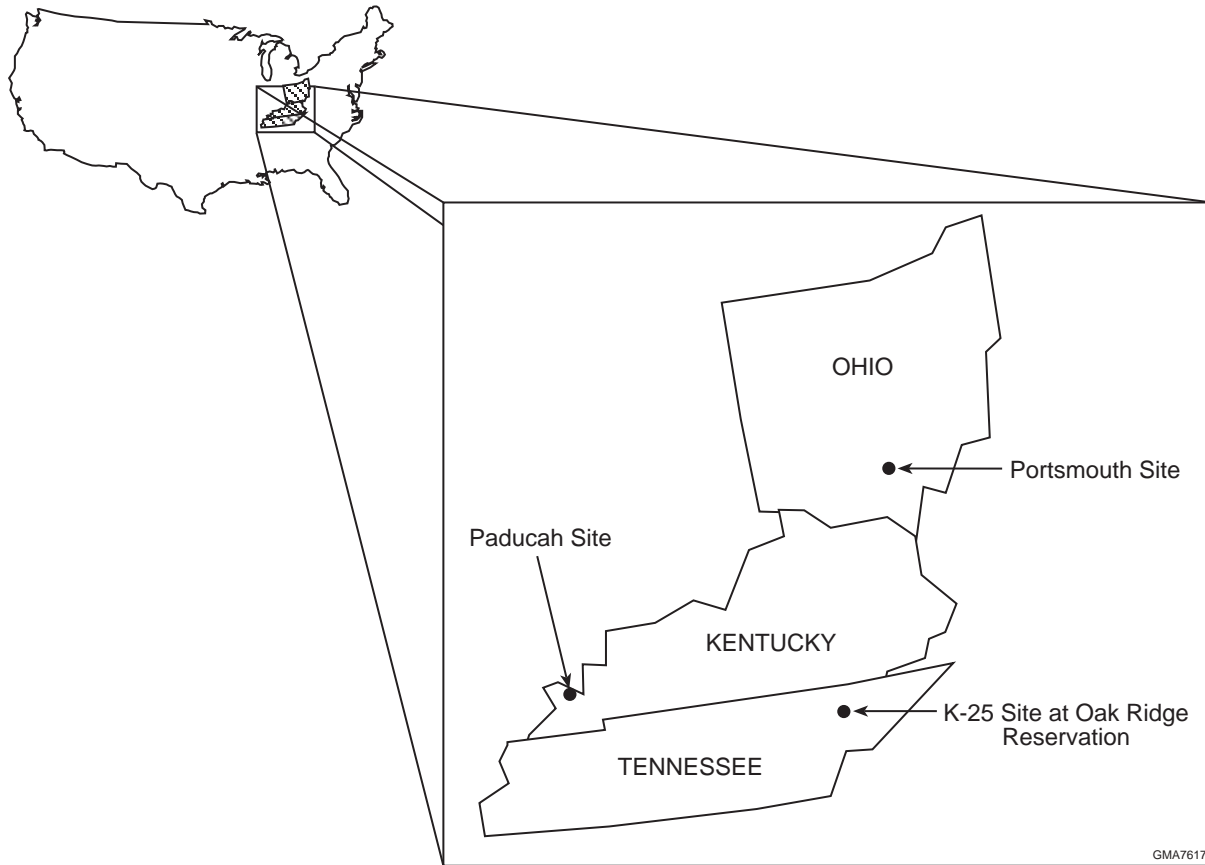 OHIO
Portsmouth Site
Paducah Site
KENTUCKY
K-25 Site at Oak Ridge
Reservation
TENNESSEE
GMA7617